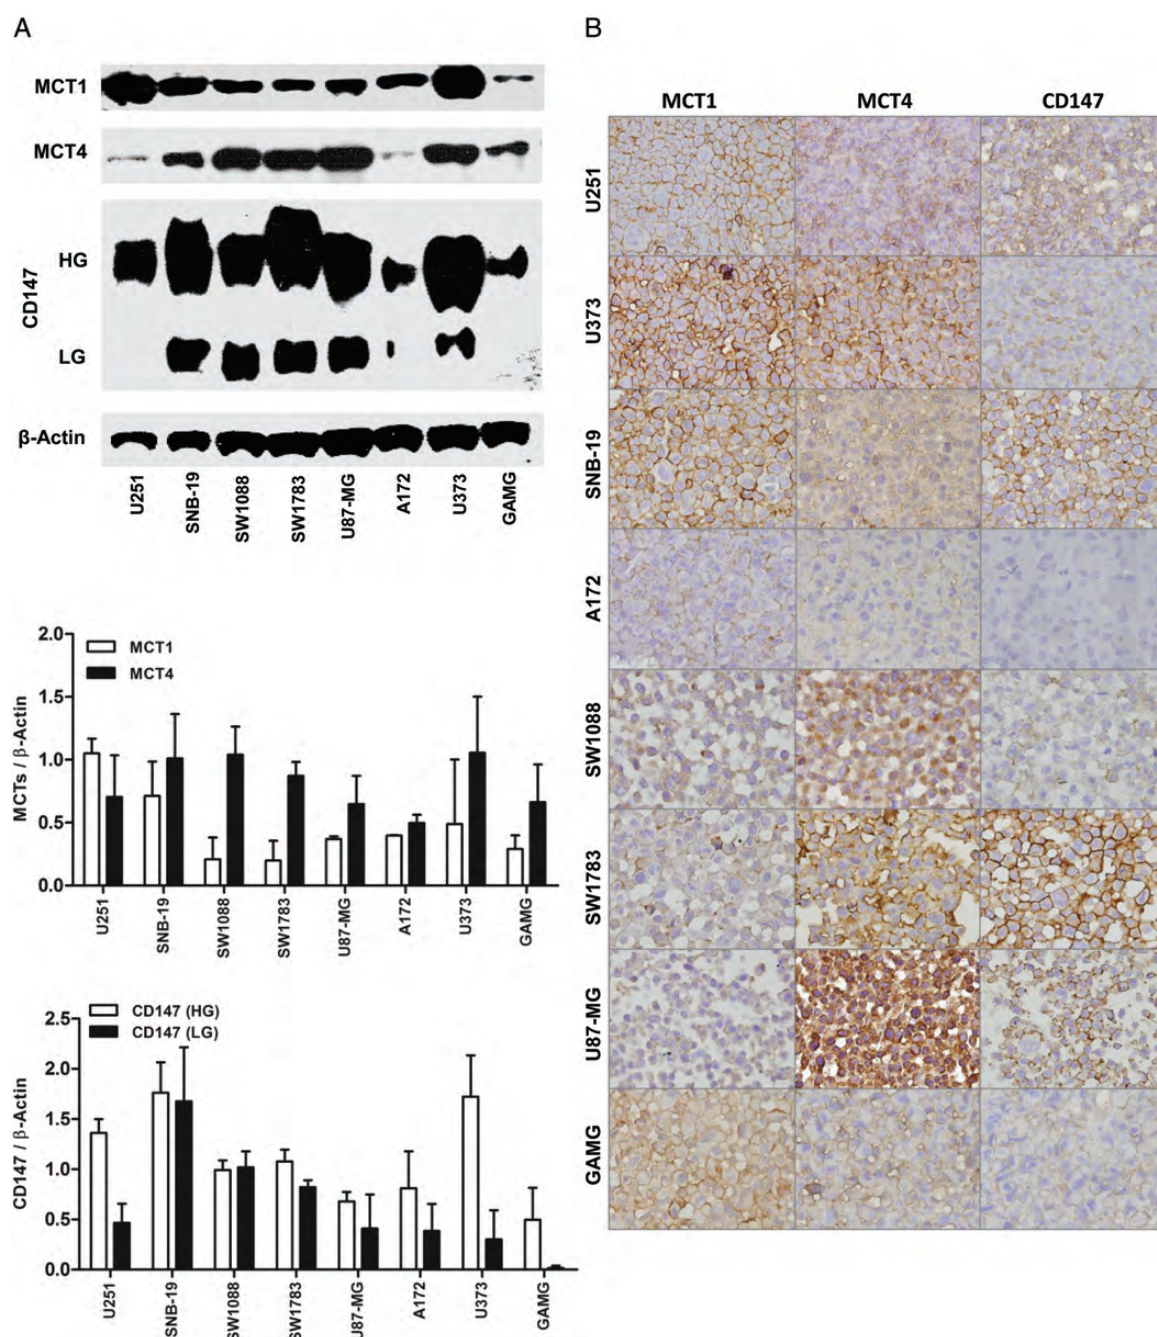 A
MCT1
MCT4
CD147
HG
LG
β-Actin
U251
SNB-19
SW1088
SW1783
U87-MG
A172
U373
GAMG
2.0
1.5
1.0
0.5
0.0
MCTs / β-Actin
MCT1
MCT4
U251
SNB-19
SW1088
SW1783
U87-MG
A172
U373
GAMG
2.5
2.0
1.5
1.0
0.5
0.0
CD147 / β-Actin
CD147 (HG)
CD147 (LG)
U251
SNB-19
SW1088
SW1783
U87-MG
A172
U373
GAMG
B
MCT1 MCT4 CD147
U251
U373
SNB-19
A172
SW1088
SW1783
U87-MG
GAMG